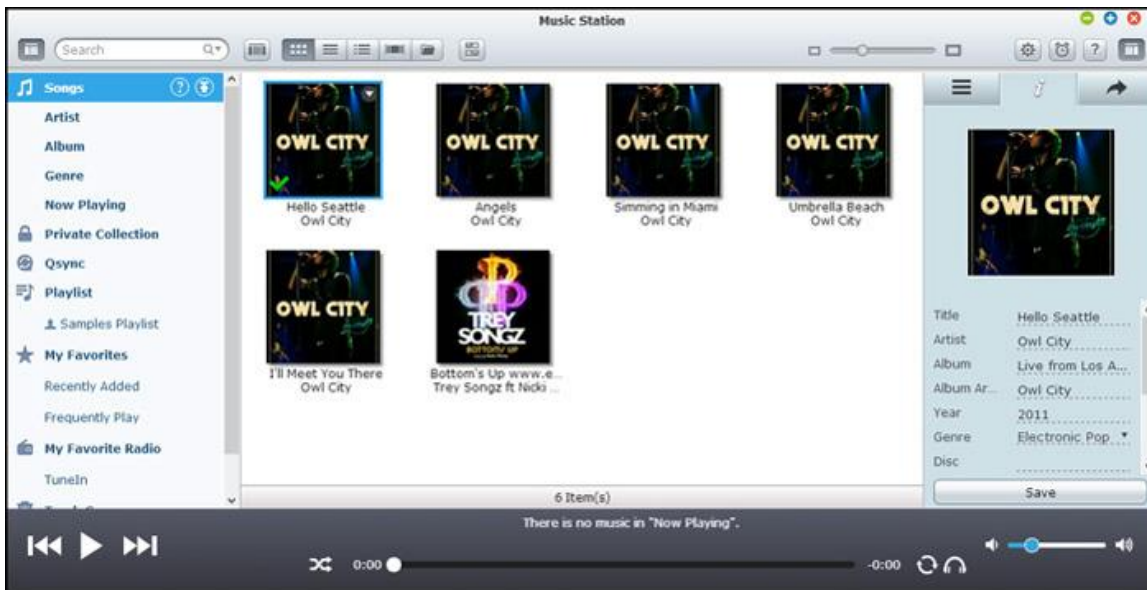 Music Station
Search
Songs
Artist
Album
Genre
Now Playing
Private Collection
Qsync
Playlist
Samples Playlist
My Favorites
Recently Added
Frequently Play
My Favorite Radio
TuneIn
OWL CITY
Hello Seattle
Owl City
OWL CITY
Angels
Owl City
OWL CITY
Simming in Miami
Owl City
OWL CITY
Umbrella Beach
Owl City
OWL CITY
I'll Meet You There
Owl City
TREY
SONGZ
BOTTOMS UP
Bottom's Up www.e...
Trey Songz ft Nicki ...
6 Item(s)
OWL CITY
Title Hello Seattle
Artist Owl City
Album Live from Los A...
Album Ar... Owl City
Year 2011
Genre Electronic Pop
Disc
Save
There is no music in "Now Playing".
0:00 -0:00